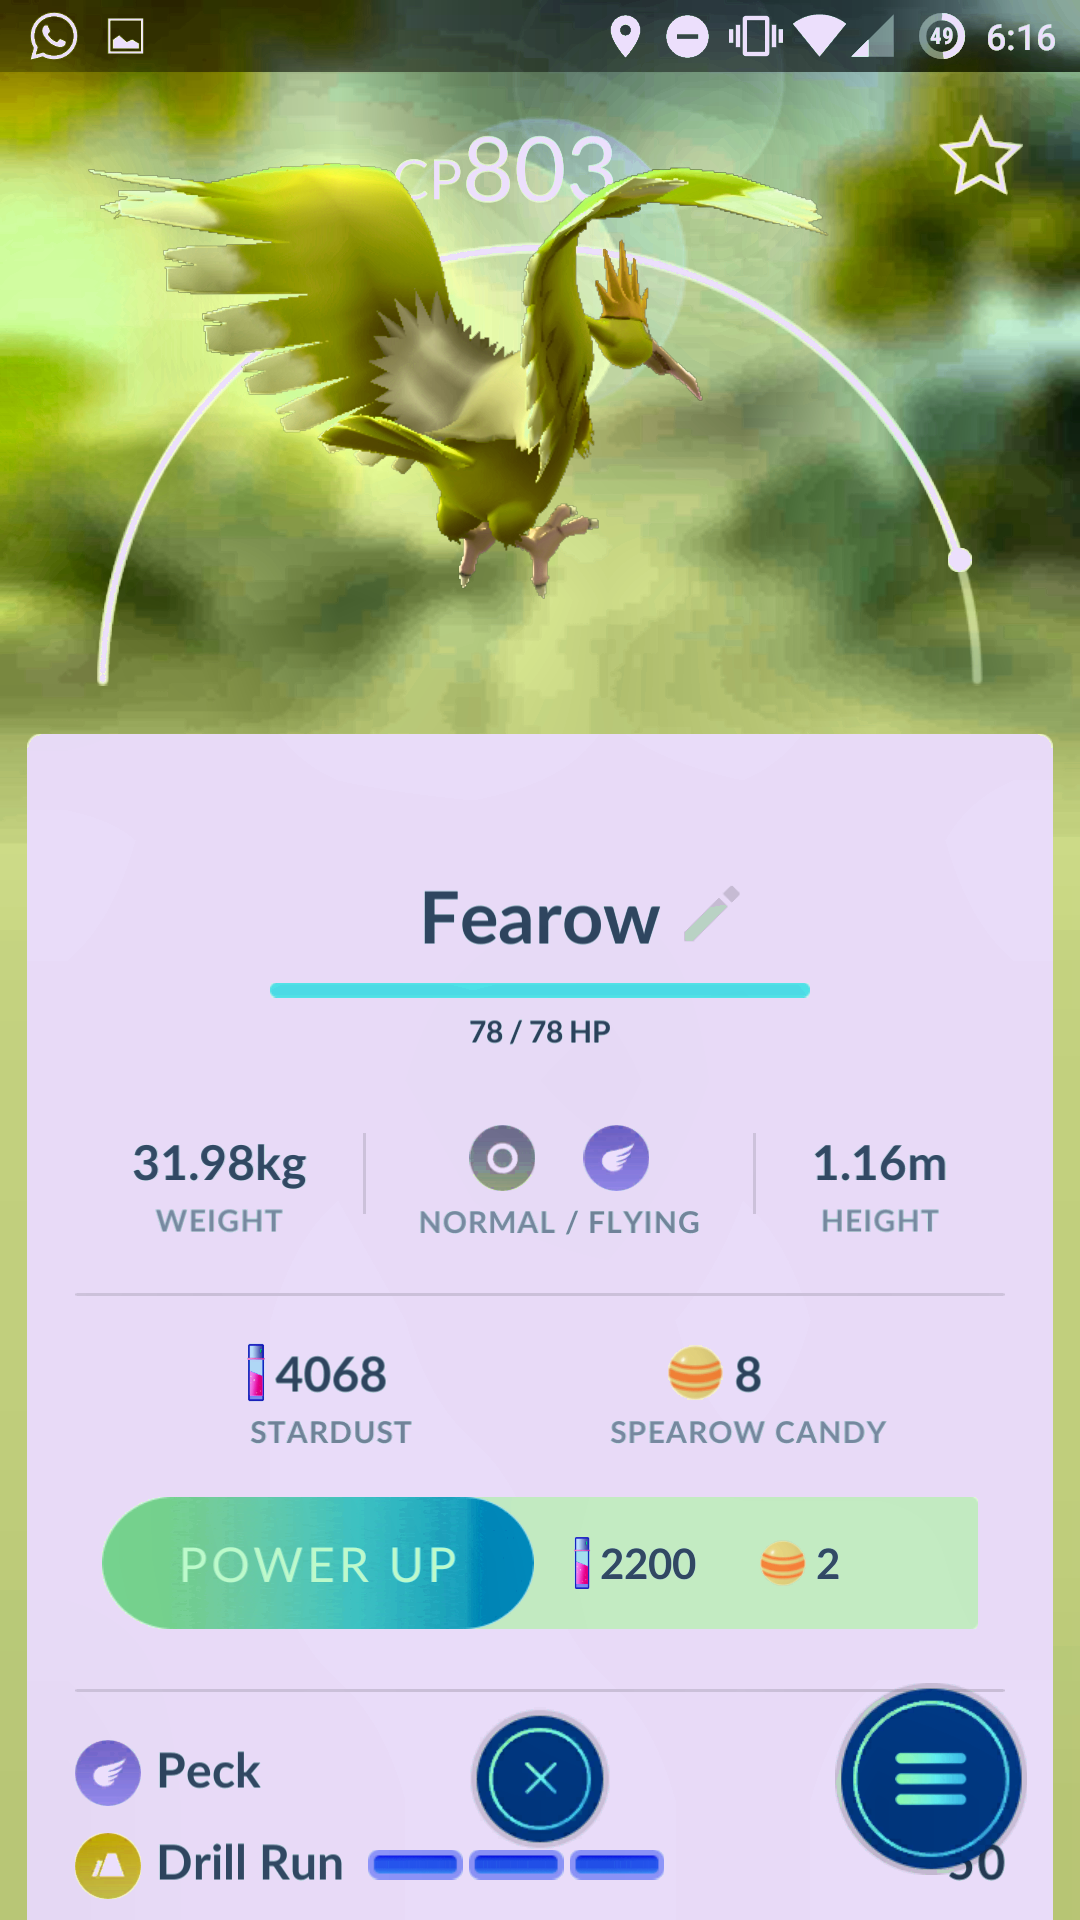 49 6:16
CP803
Fearow
78 / 78 HP
31.98kg
WEIGHT
NORMAL / FLYING
1.16m
HEIGHT
4068
STARDUST
8
SPEAROW CANDY
POWER UP 2200 2
Peck
Drill Run 50